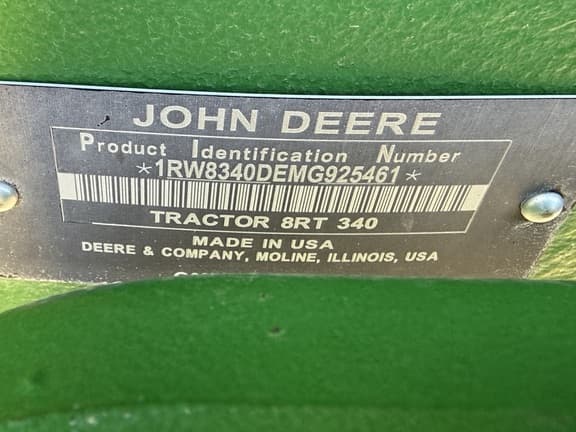 JOHN DEERE
Product Identification Number
*1RW8340DEMG925461*
TRACTOR 8RT 340
MADE IN USA
DEERE & COMPANY, MOLINE, ILLINOIS, USA